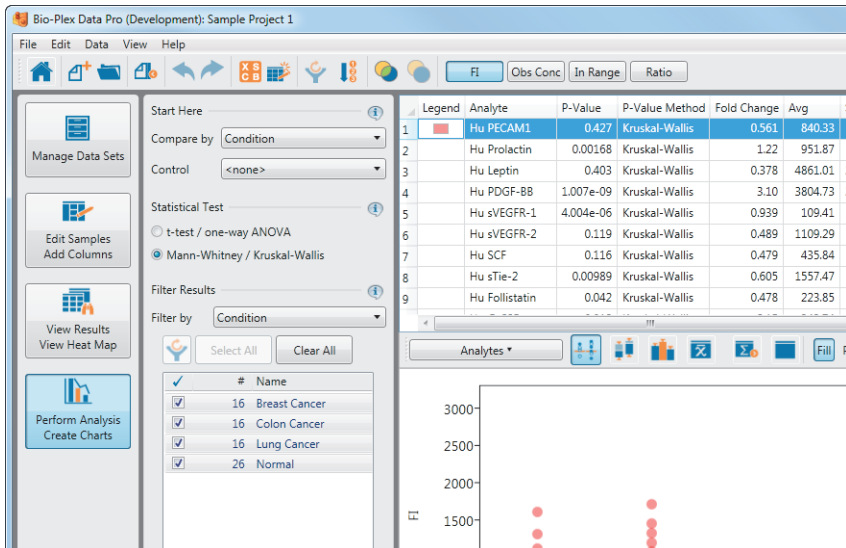 Bio-Plex Data Pro (Development): Sample Project 1
File Edit Data View Help
X S C B
FI Obs Conc In Range Ratio
Manage Data Sets
Edit Samples
Add Columns
View Results
View Heat Map
Perform Analysis
Create Charts
Start Here
Compare by Condition
Control <none>
Statistical Test
t-test / one-way ANOVA
Mann-Whitney / Kruskal-Wallis
Filter Results
Filter by Condition
Select All Clear All
# Name
16 Breast Cancer
16 Colon Cancer
16 Lung Cancer
26 Normal
Legend Analyte P-Value P-Value Method Fold Change Avg
1 Hu PECAM1 0.427 Kruskal-Wallis 0.561 840.33
2 Hu Prolactin 0.00168 Kruskal-Wallis 1.22 951.87
3 Hu Leptin 0.403 Kruskal-Wallis 0.378 4861.01
4 Hu PDGF-BB 1.007e-09 Kruskal-Wallis 3.10 3804.73
5 Hu sVEGFR-1 4.004e-06 Kruskal-Wallis 0.939 109.41
6 Hu sVEGFR-2 0.119 Kruskal-Wallis 0.489 1109.29
7 Hu SCF 0.116 Kruskal-Wallis 0.479 435.84
8 Hu sTie-2 0.00989 Kruskal-Wallis 0.605 1557.47
9 Hu Follistatin 0.042 Kruskal-Wallis 0.478 223.85
Analytes Fill
3000
2500
2000
1500
FI